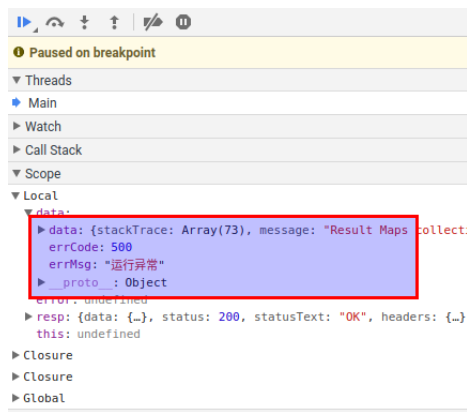 Paused on breakpoint
Threads
Main
Watch
Call Stack
Scope
Local
data:
data: {stackTrace: Array(73), message: "Result Maps collecti
errCode: 500
errMsg: "运行异常"
__proto__: Object
error: undefined
resp: {data: {…}, status: 200, statusText: "OK", headers: {…}
this: undefined
Closure
Closure
Global